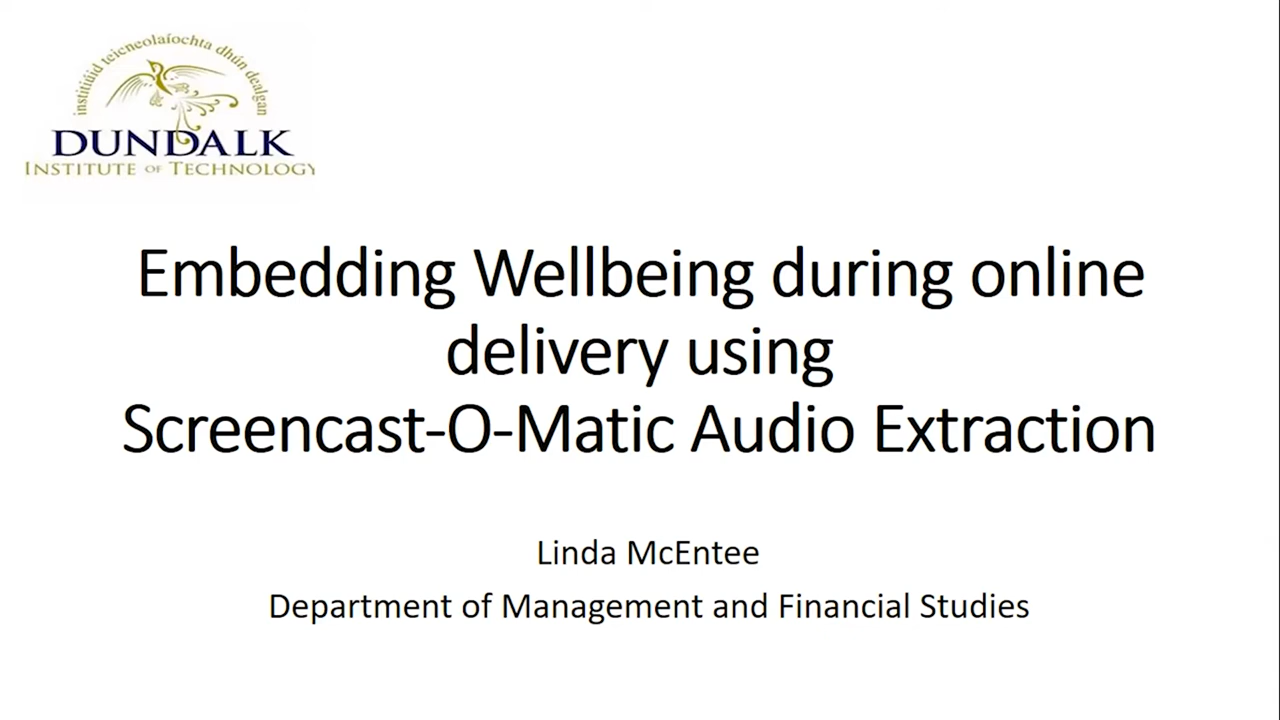 institiúid teicneolaíochta dhún dealgan
DUNDALK
INSTITUTE OF TECHNOLOGY
Embedding Wellbeing during online
delivery using
Screencast-O-Matic Audio Extraction
Linda McEntee
Department of Management and Financial Studies